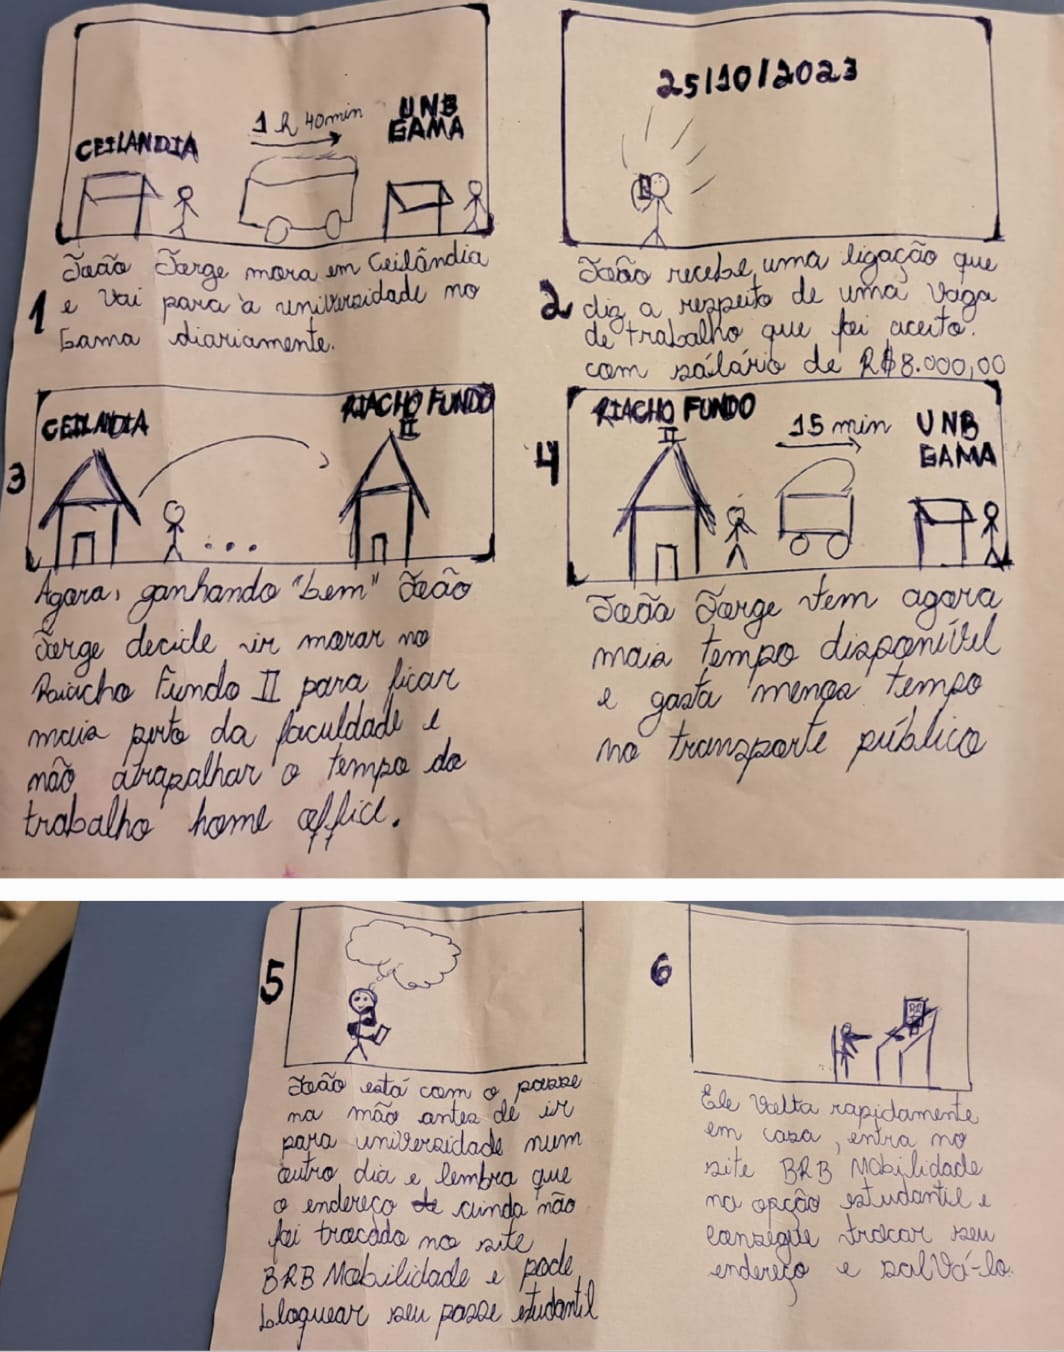 1
CEILANDIA
1 h 40min
UNB
GAMA
João Jorge mora em Ceilândia
e vai para a universidade no
Gama diariamente.
2
25/10/2023
João recebe uma ligação que
diz a respeito de uma vaga
de trabalho que foi aceito.
com sálário de R$8.000,00
3
CEILANDIA
RIACHO FUNDO
II
Agora, ganhando "bem" João
Jorge decide ir morar no
Riacho Fundo II para ficar
mais perto da faculdade e
não atrapalhar o tempo do
trabalho home office.
4
RIACHO FUNDO
II
15 min
UNB
GAMA
João Jorge tem agora
mais tempo disponível
e gasta menos tempo
no transporte público
5
João está com o passe
na mão antes de ir
para universidade num
outro dia e lembra que
o endereço ainda não
foi trocado no site
BRB Mobilidade e pode
bloquear seu passe estudantil
6
Ele volta rapidamente
em casa, entra no
site BRB Mobilidade
na opção estudantil e
consegue trocar seu
endereço e salvá-lo.